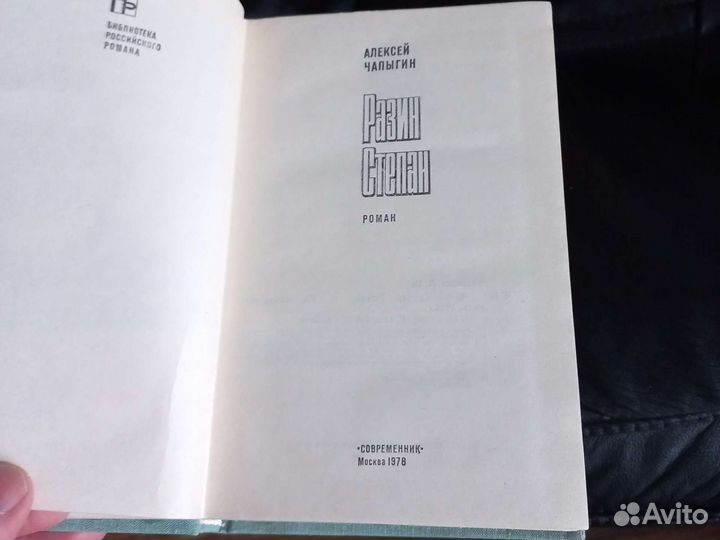 БИБЛИОТЕКА
РОССИЙСКОГО
РОМАНА
АЛЕКСЕЙ
ЧАПЫГИН
Разин
Степан
РОМАН
«СОВРЕМЕННИК»
Москва 1978
Avito